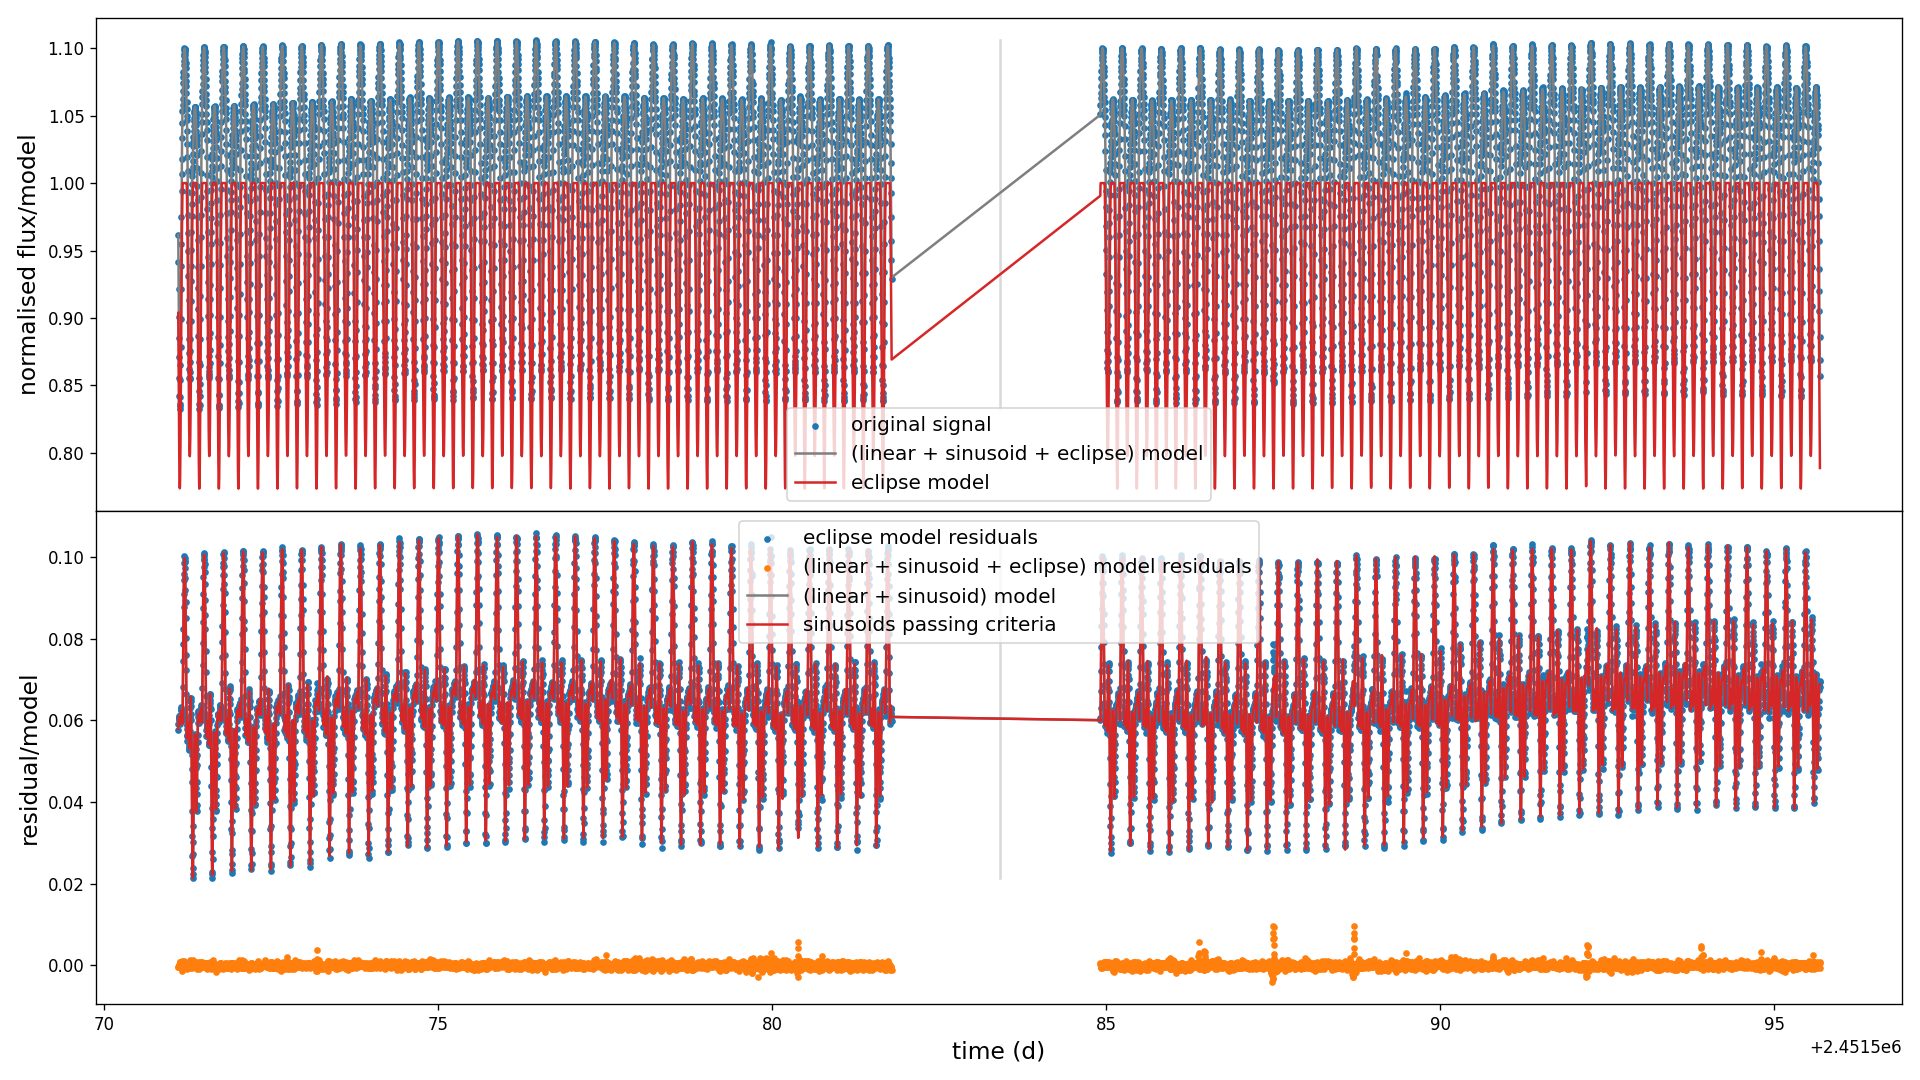 normalised flux/model
1.10
1.05
1.00
0.95
0.90
0.85
0.80
original signal
(linear + sinusoid + eclipse) model
eclipse model
residual/model
0.10
0.08
0.06
0.04
0.02
0.00
eclipse model residuals
(linear + sinusoid + eclipse) model residuals
(linear + sinusoid) model
sinusoids passing criteria
70 75 80 85 90 95
time (d)
+2.4515e6